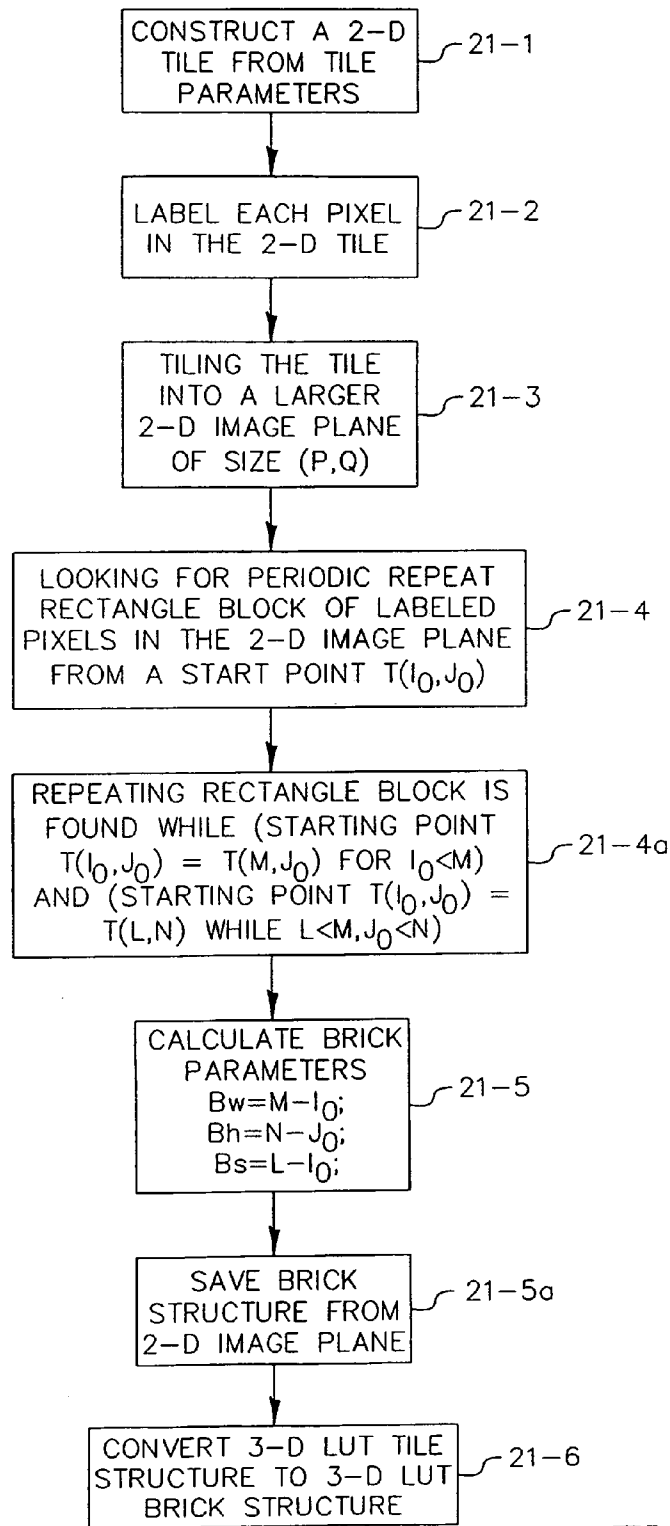 CONSTRUCT A 2-D
TILE FROM TILE
PARAMETERS
21-1
LABEL EACH PIXEL
IN THE 2-D TILE
21-2
TILING THE TILE
INTO A LARGER
2-D IMAGE PLANE
OF SIZE (P,Q)
21-3
LOOKING FOR PERIODIC REPEAT
RECTANGLE BLOCK OF LABELED
PIXELS IN THE 2-D IMAGE PLANE
FROM A START POINT T(I0,J0)
21-4
REPEATING RECTANGLE BLOCK IS
FOUND WHILE (STARTING POINT
T(I0,J0) = T(M,J0) FOR I0<M)
AND (STARTING POINT T(I0,J0) =
T(L,N) WHILE L<M,J0<N)
21-4a
CALCULATE BRICK
PARAMETERS
Bw=M-I0;
Bh=N-J0;
Bs=L-I0;
21-5
SAVE BRICK
STRUCTURE FROM
2-D IMAGE PLANE
21-5a
CONVERT 3-D LUT TILE
STRUCTURE TO 3-D LUT
BRICK STRUCTURE
21-6